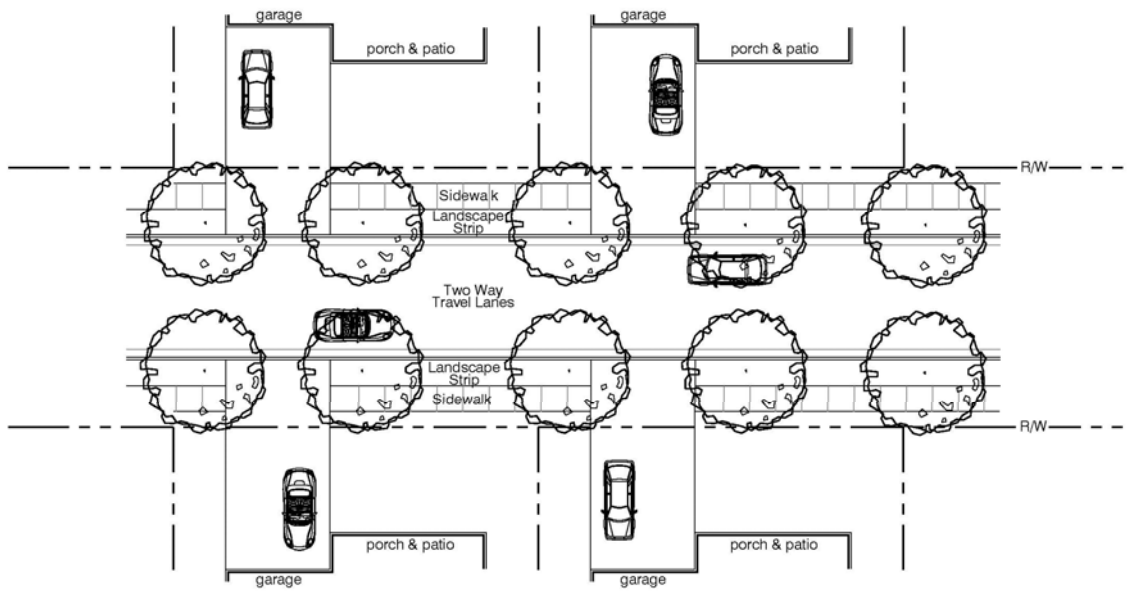 garage
garage
porch & patio
porch & patio
R/W
Sidewalk
Landscape
Strip
Two Way
Travel Lanes
Landscape
Strip
Sidewalk
R/W
porch & patio
porch & patio
garage
garage